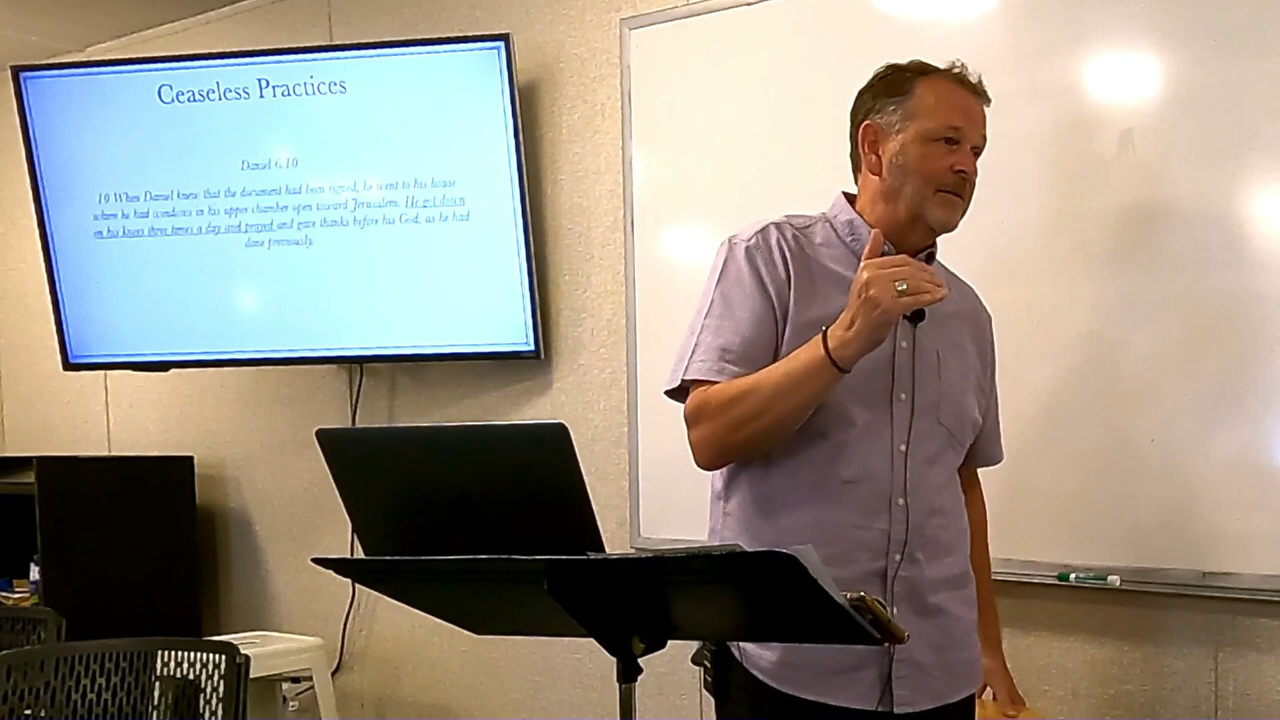 Ceaseless Practices
Daniel 6:10
10 When Daniel knew that the document had been signed, he went to his house
where he had windows in his upper chamber open toward Jerusalem. He got down
on his knees three times a day and prayed and gave thanks before his God, as he had
done previously.